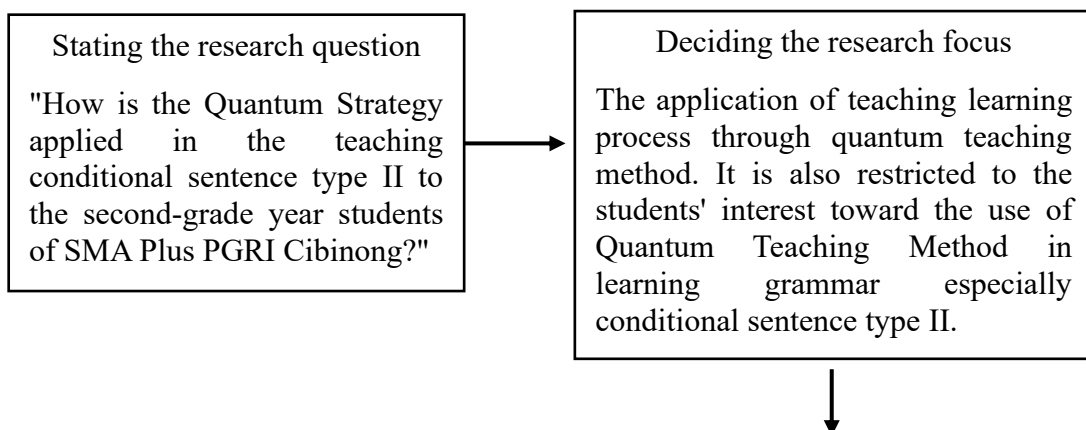 Stating the research question
"How is the Quantum Strategy
applied in the teaching
conditional sentence type II to
the second-grade year students
of SMA Plus PGRI Cibinong?"
Deciding the research focus
The application of teaching learning
process through quantum teaching
method. It is also restricted to the
students' interest toward the use of
Quantum Teaching Method in
learning grammar especially
conditional sentence type II.